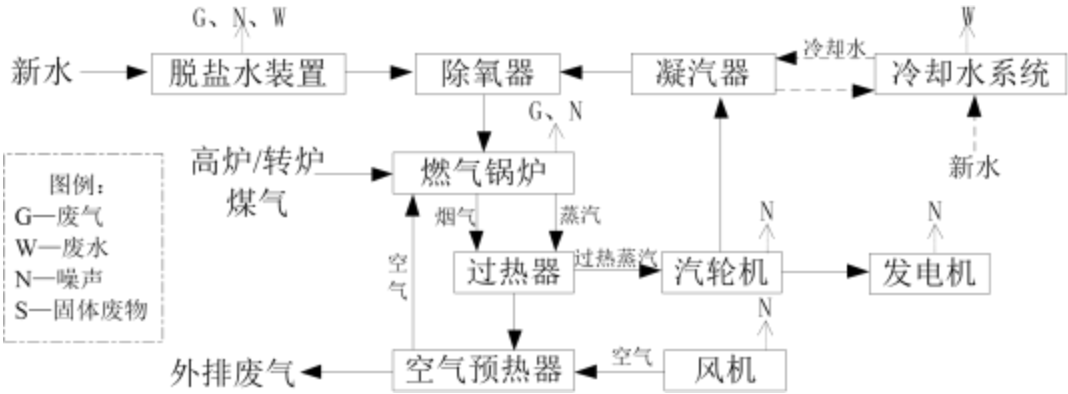 G、N、W
W
新水
脱盐水装置
除氧器
凝汽器
冷却水
冷却水系统
G、N
高炉/转炉
煤气
燃气锅炉
新水
图例：
G—废气
W—废水
N—噪声
S—固体废物
烟气
蒸汽
N
N
空
气
过热器
过热蒸汽
汽轮机
发电机
N
外排废气
空气预热器
空气
风机